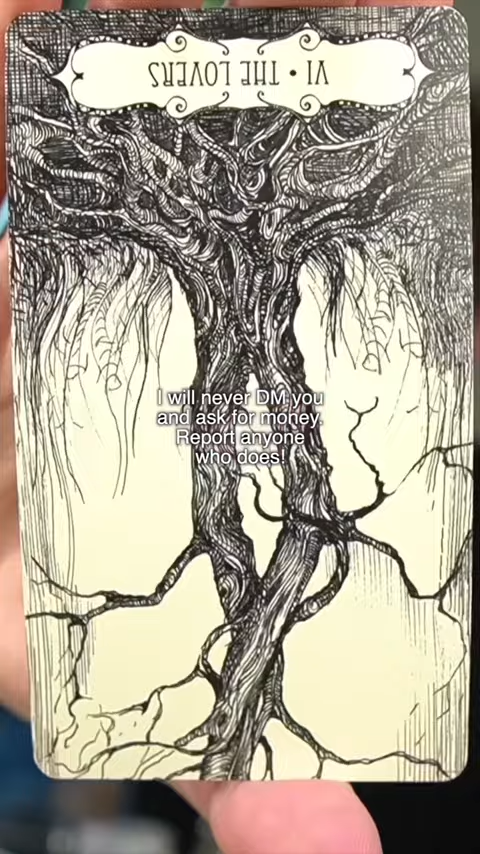 VI • THE LOVERS
I will never DM you
and ask for money.
Report anyone
who does!